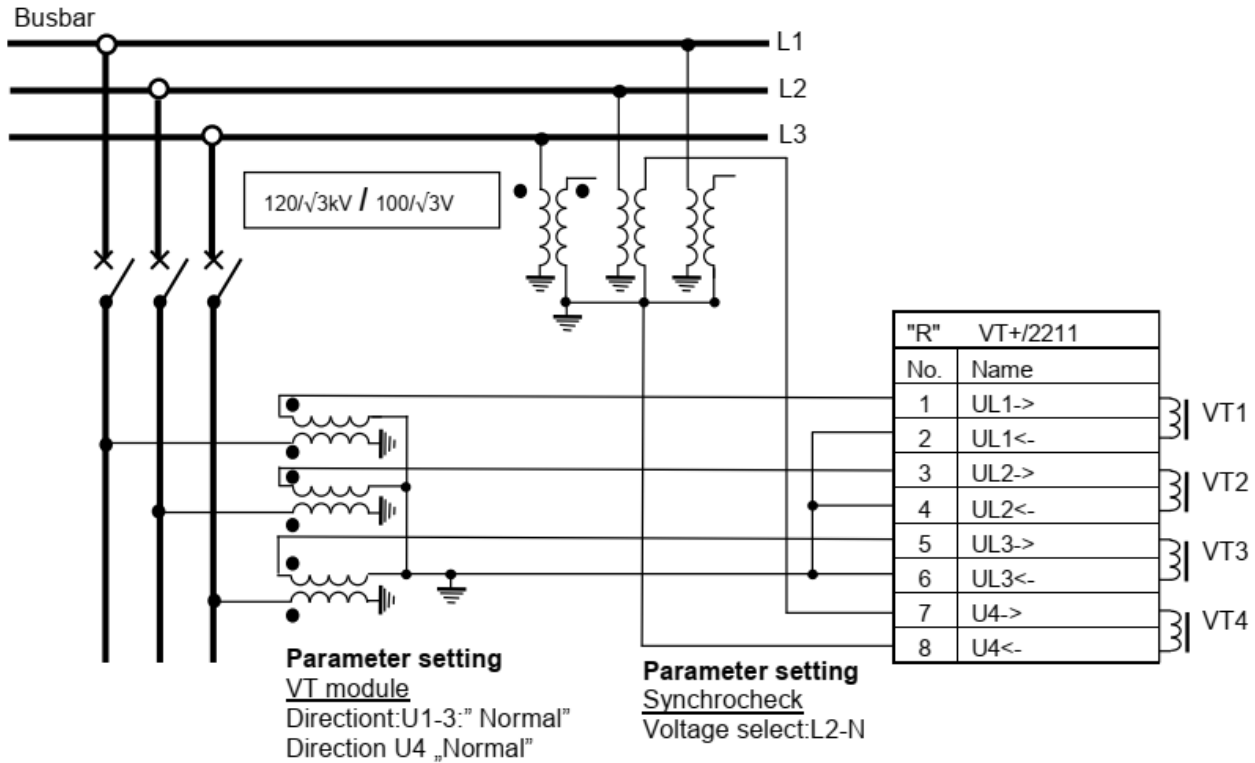 Busbar
L1
L2
L3
120/√3kV / 100/√3V
"R" VT+/2211
No. Name
1 UL1->
2 UL1<-
3 UL2->
4 UL2<-
5 UL3->
6 UL3<-
7 U4->
8 U4<-
VT1
VT2
VT3
VT4
Parameter setting
VT module
Directiont:U1-3:” Normal”
Direction U4 „Normal”
Parameter setting
Synchrocheck
Voltage select:L2-N